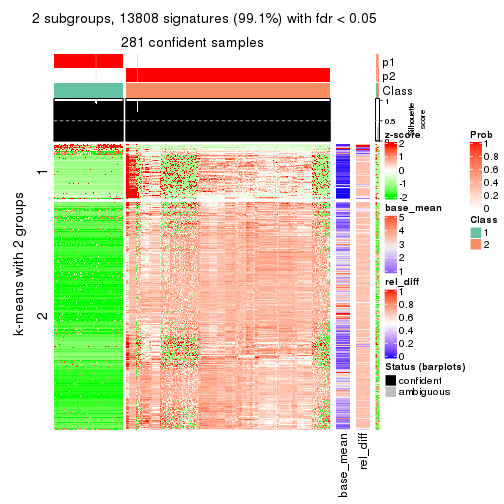 2 subgroups, 13808 signatures (99.1%) with fdr < 0.05
281 confident samples
p1
p2
Class
1
0.5
0
Silhouette
score
k-means with 2 groups
1
2
base_mean
rel_diff
z-score
2
1
0
-1
-2
base_mean
5
4
3
2
1
rel_diff
1
0.8
0.6
0.4
0.2
0
Status (barplots)
confident
ambiguous
Prob
1
0.8
0.6
0.4
0.2
0
Class
1
2